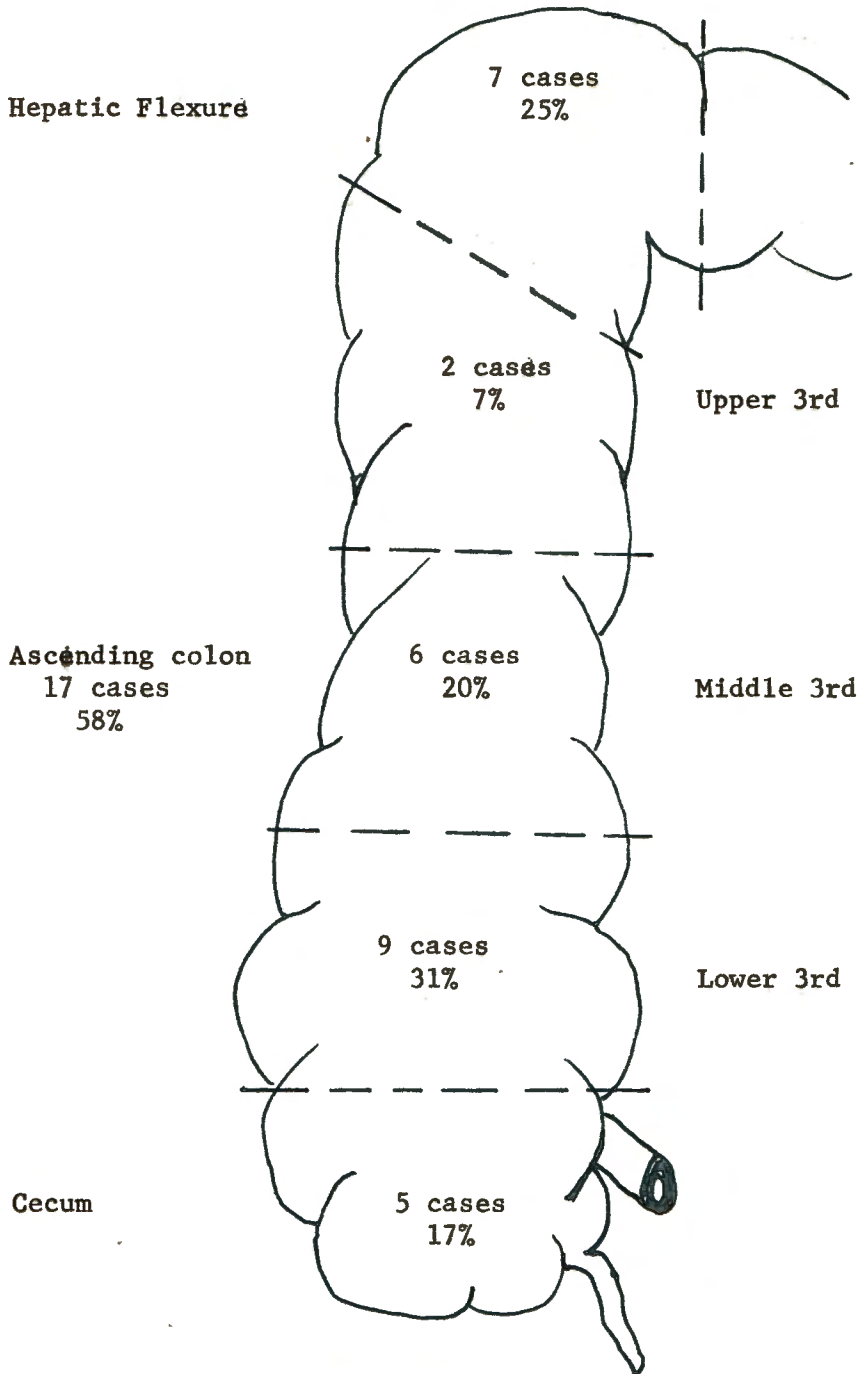 7 cases
25%
Hepatic Flexure
2 cases
7%
Upper 3rd
Ascending colon
17 cases
58%
6 cases
20%
Middle 3rd
9 cases
31%
Lower 3rd
Cecum
5 cases
17%